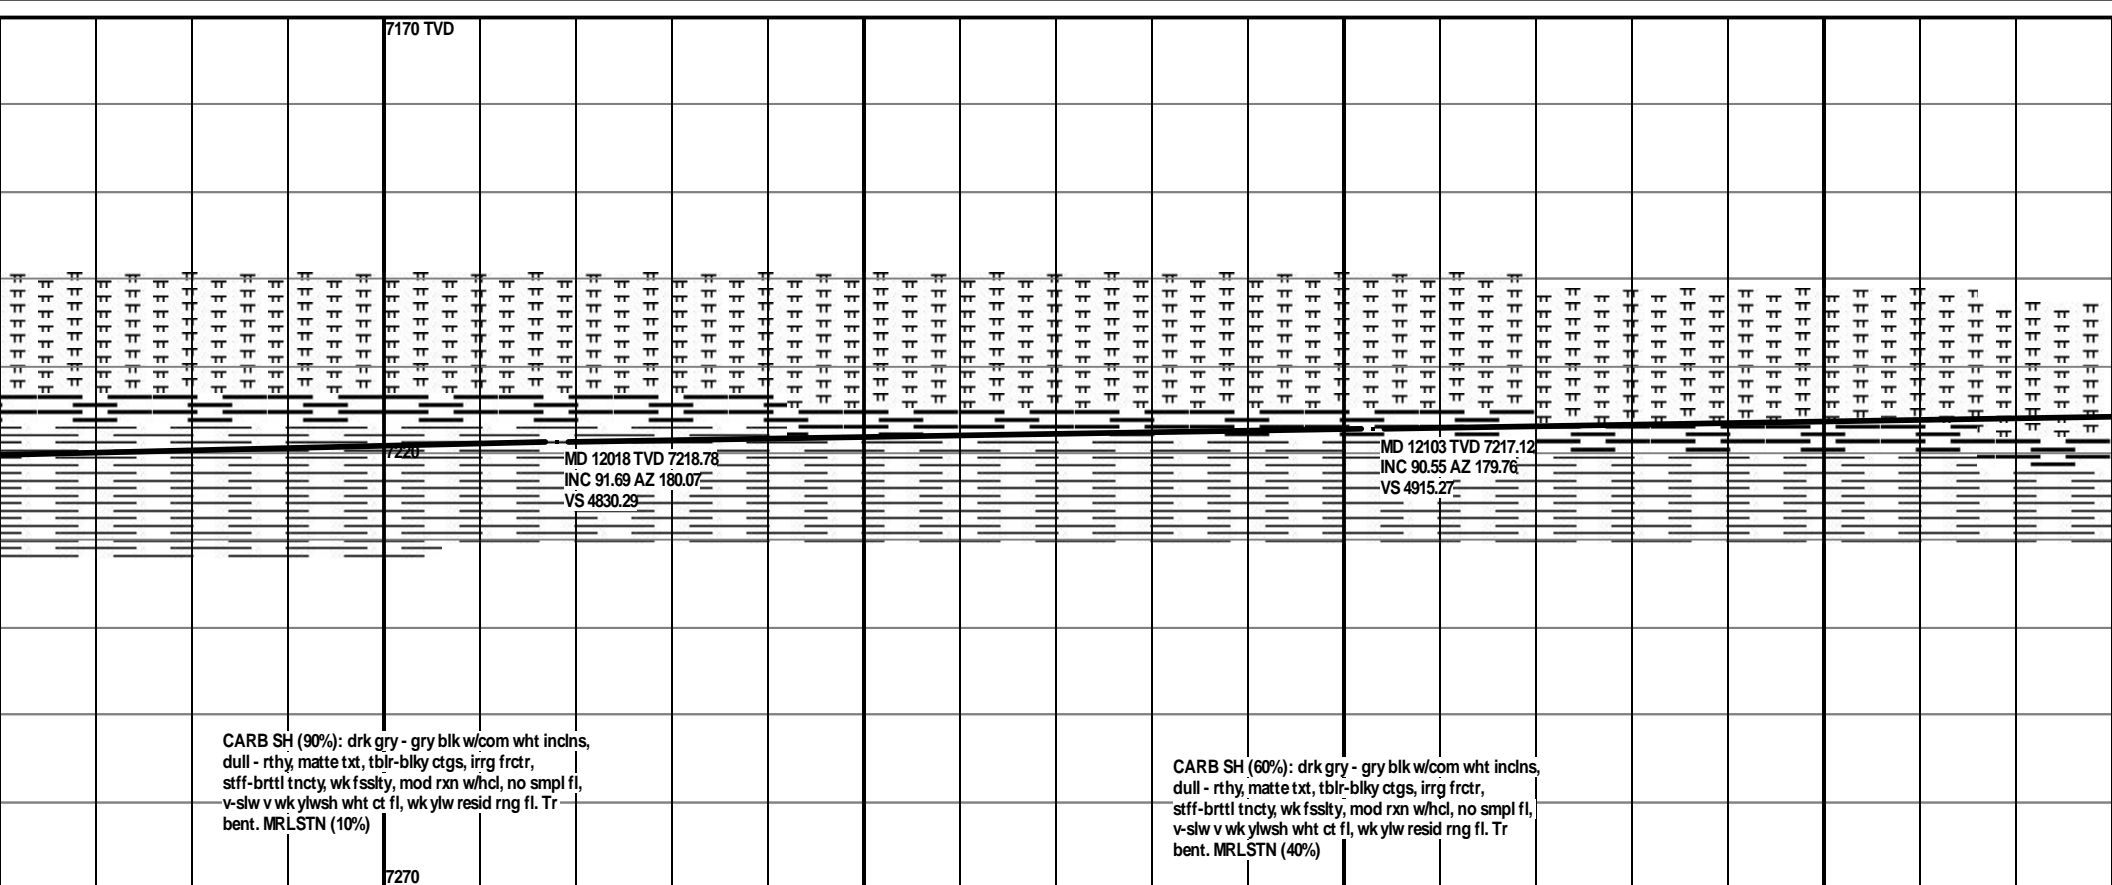 7170 TVD
7220
MD 12018 TVD 7218.78
INC 91.69 AZ 180.07
VS 4830.29
MD 12103 TVD 7217.12
INC 90.55 AZ 179.76
VS 4915.27
CARB SH (90%): drk gry - gry blk w/com wht inclns,
dull - rthy, matte txt, tblr-blky ctgs, irrg frctr,
stff-brttl tncty, wk fsslty, mod rxn w/hcl, no smpl fl,
v-slw v wk ylwsh wht ct fl, wk ylw resid rng fl. Tr
bent. MRLSTN (10%)
CARB SH (60%): drk gry - gry blk w/com wht inclns,
dull - rthy, matte txt, tblr-blky ctgs, irrg frctr,
stff-brttl tncty, wk fsslty, mod rxn w/hcl, no smpl fl,
v-slw v wk ylwsh wht ct fl, wk ylw resid rng fl. Tr
bent. MRLSTN (40%)
7270